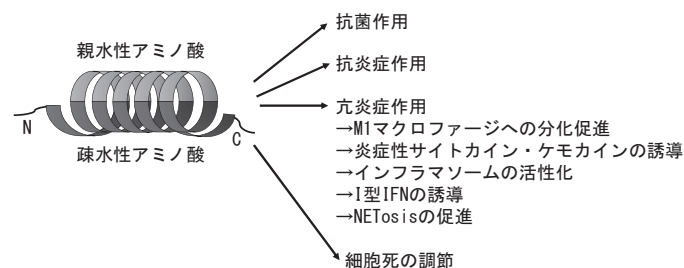 親水性アミノ酸
N
C
疎水性アミノ酸
抗菌作用
抗炎症作用
亢炎症作用
→M1マクロファージへの分化促進
→炎症性サイトカイン・ケモカインの誘導
→インフラマソームの活性化
→I型IFNの誘導
→NETosisの促進
細胞死の調節